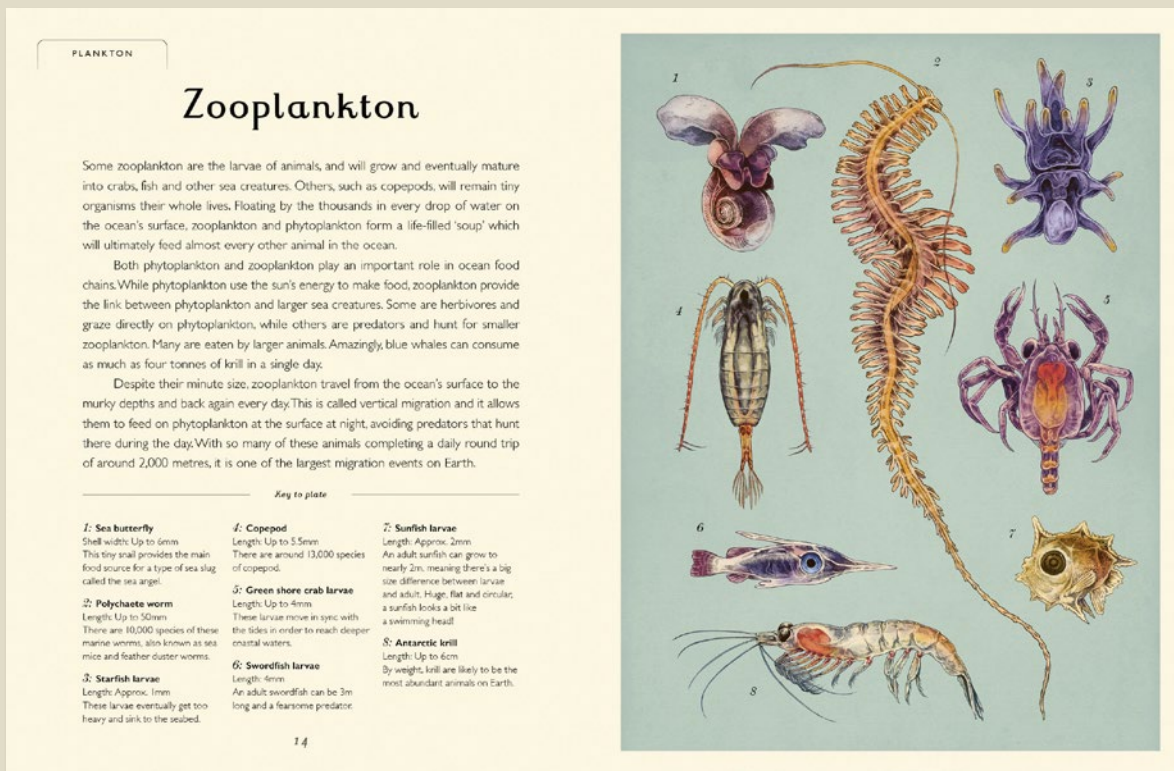 PLANKTON
Zooplankton
Some zooplankton are the larvae of animals, and will grow and eventually mature
into crabs, fish and other sea creatures. Others, such as copepods, will remain tiny
organisms their whole lives. Floating by the thousands in every drop of water on
the ocean's surface, zooplankton and phytoplankton form a life-filled 'soup' which
will ultimately feed almost every other animal in the ocean.
Both phytoplankton and zooplankton play an important role in ocean food
chains. While phytoplankton use the sun's energy to make food, zooplankton provide
the link between phytoplankton and larger sea creatures. Some are herbivores and
graze directly on phytoplankton, while others are predators and hunt for smaller
zooplankton. Many are eaten by larger animals. Amazingly, blue whales can consume
as much as four tonnes of krill in a single day.
Despite their minute size, zooplankton travel from the ocean's surface to the
murky depths and back again every day. This is called vertical migration and it allows
them to feed on phytoplankton at the surface at night, avoiding predators that hunt
there during the day. With so many of these animals completing a daily round trip
of around 2,000 metres, it is one of the largest migration events on Earth.
Key to plate
1: Sea butterfly
Shell width: Up to 6mm
This tiny snail provides the main
food source for a type of sea slug
called the sea angel.
2: Polychaete worm
Length: Up to 50mm
There are 10,000 species of these
marine worms, also known as sea
mice and feather duster worms.
3: Starfish larvae
Length: Approx. 1mm
These larvae eventually get too
heavy and sink to the seabed.
4: Copepod
Length: Up to 5.5mm
There are around 13,000 species
of copepod.
5: Green shore crab larvae
Length: Up to 4mm
These larvae move in sync with
the tides in order to reach deeper
coastal waters.
6: Swordfish larvae
Length: 4mm
An adult swordfish can be 3m
long and a fearsome predator.
7: Sunfish larvae
Length: Approx. 2mm
An adult sunfish can grow to
nearly 2m, meaning there's a big
size difference between larvae
and adult. Huge, flat and circular,
a sunfish looks a bit like
a swimming head!
8: Antarctic krill
Length: Up to 6cm
By weight, krill are likely to be the
most abundant animals on Earth.
14
1
2
3
4
5
6
7
8